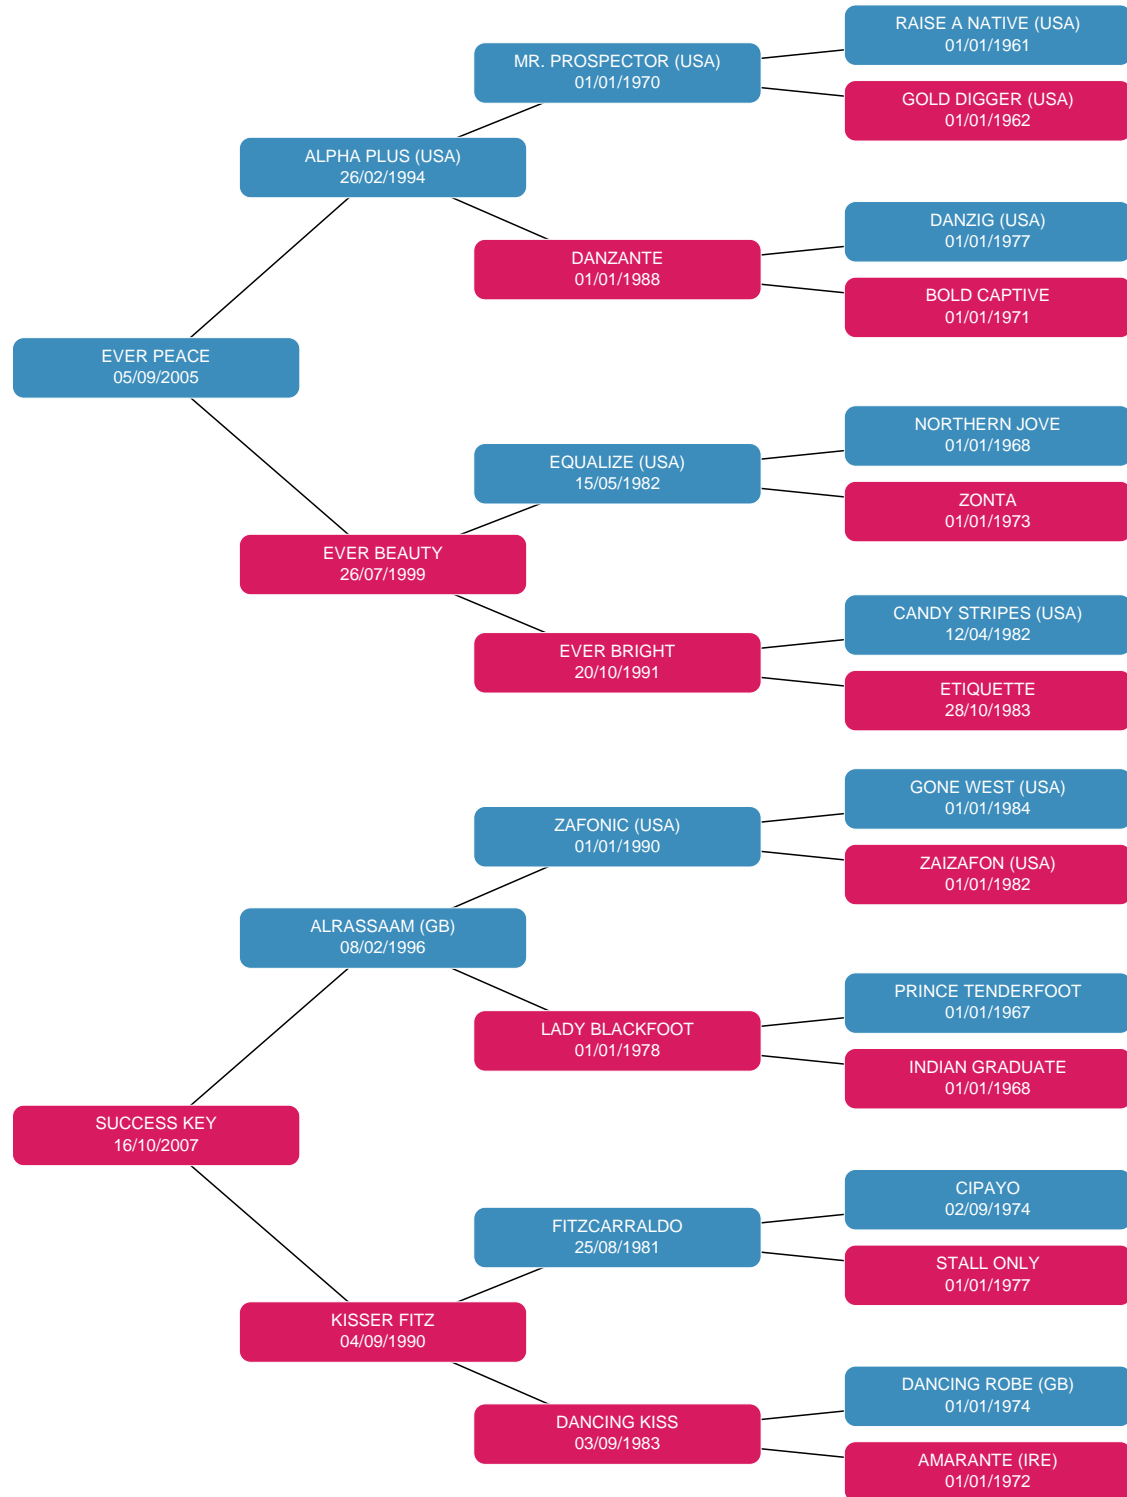 RAISE A NATIVE (USA)
01/01/1961
MR. PROSPECTOR (USA)
01/01/1970
GOLD DIGGER (USA)
01/01/1962
ALPHA PLUS (USA)
26/02/1994
DANZIG (USA)
01/01/1977
DANZANTE
01/01/1988
BOLD CAPTIVE
01/01/1971
EVER PEACE
05/09/2005
NORTHERN JOVE
01/01/1968
EQUALIZE (USA)
15/05/1982
ZONTA
01/01/1973
EVER BEAUTY
26/07/1999
CANDY STRIPES (USA)
12/04/1982
EVER BRIGHT
20/10/1991
ETIQUETTE
28/10/1983
GONE WEST (USA)
01/01/1984
ZAFONIC (USA)
01/01/1990
ZAIZAFON (USA)
01/01/1982
ALRASSAAM (GB)
08/02/1996
PRINCE TENDERFOOT
01/01/1967
LADY BLACKFOOT
01/01/1978
INDIAN GRADUATE
01/01/1968
SUCCESS KEY
16/10/2007
CIPAYO
02/09/1974
FITZCARRALDO
25/08/1981
STALL ONLY
01/01/1977
KISSER FITZ
04/09/1990
DANCING ROBE (GB)
01/01/1974
DANCING KISS
03/09/1983
AMARANTE (IRE)
01/01/1972